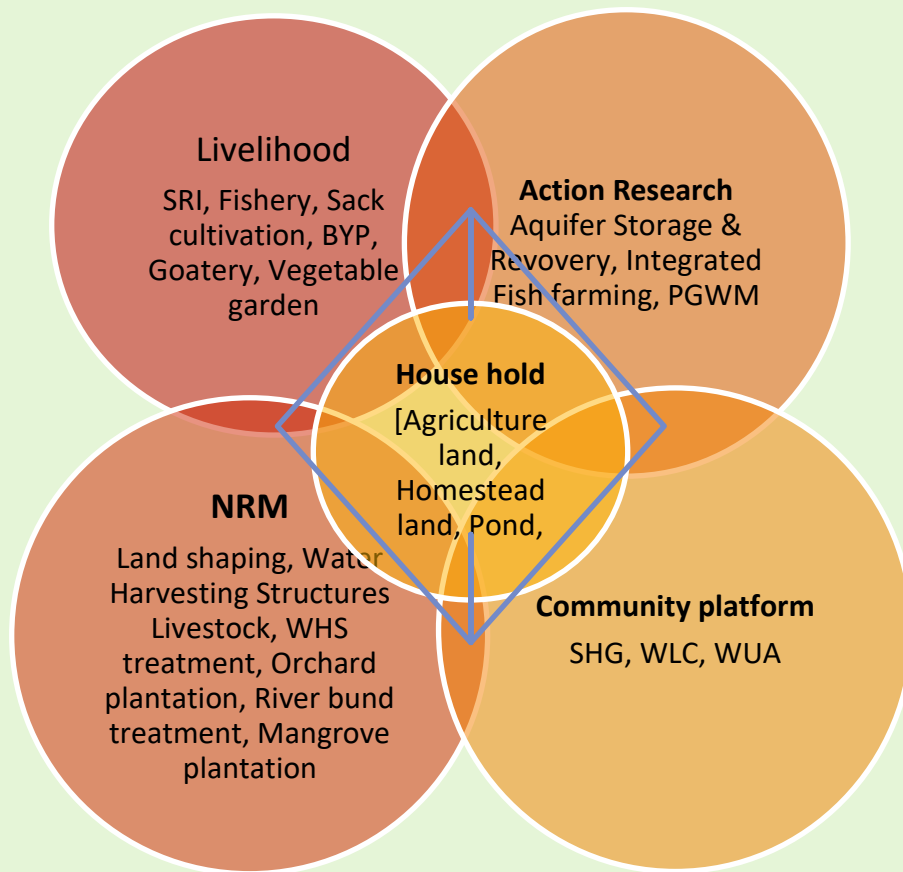 Livelihood
SRI, Fishery, Sack
cultivation, BYP,
Goatery, Vegetable
garden
Action Research
Aquifer Storage &
Revovery, Integrated
Fish farming, PGWM
House hold
[Agriculture
land,
Homestead
land, Pond,
NRM
Land shaping, Water
Harvesting Structures
Livestock, WHS
treatment, Orchard
plantation, River bund
treatment, Mangrove
plantation
Community platform
SHG, WLC, WUA